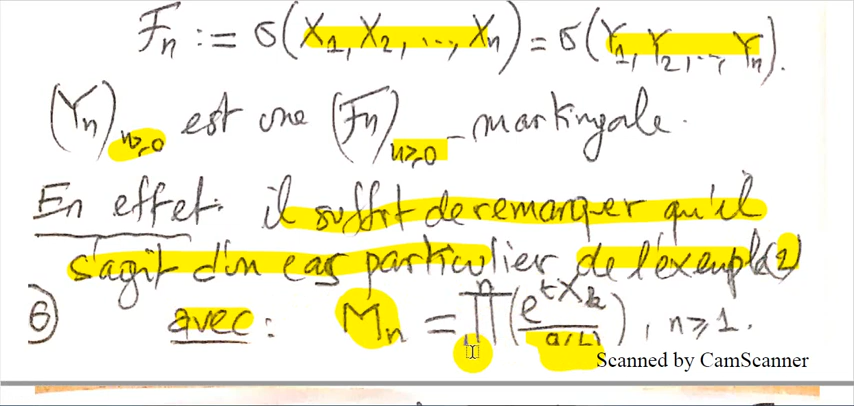 Fn := σ(X1, X2, ..., Xn) = σ(Y1, Y2, ..., Yn).
(Yn)n≥0 est une (Fn)n≥0 - martingale.
En effet: il suffit de remarquer qu'il
s'agit d'un cas particulier de l'exemple(2)
⑥ avec: Mn = ∏(e^tXk / ), n≥1.
Scanned by CamScanner